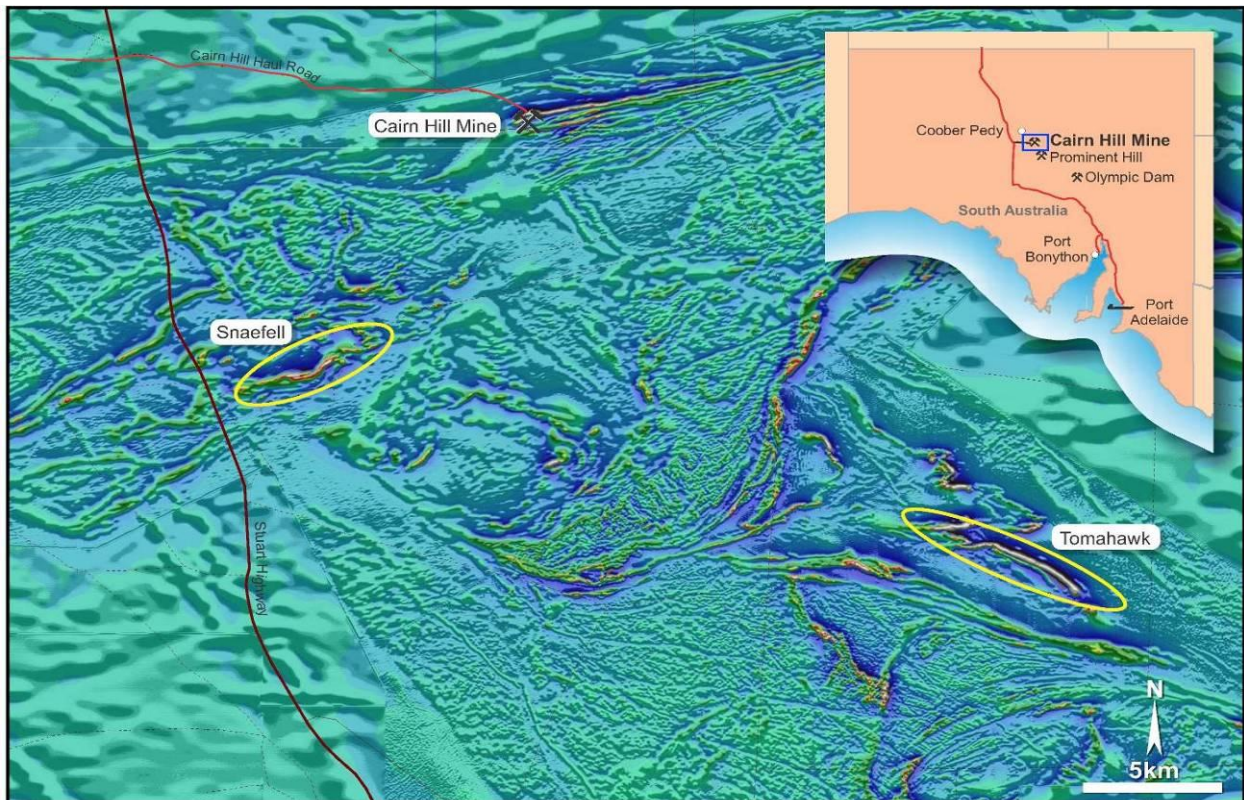 Cairn Hill Haul Road
Cairn Hill Mine
Coober Pedy
Cairn Hill Mine
Prominent Hill
Olympic Dam
South Australia
Port
Bonython
Port
Adelaide
Snaefell
Tomahawk
Stuart Highway
N
5km